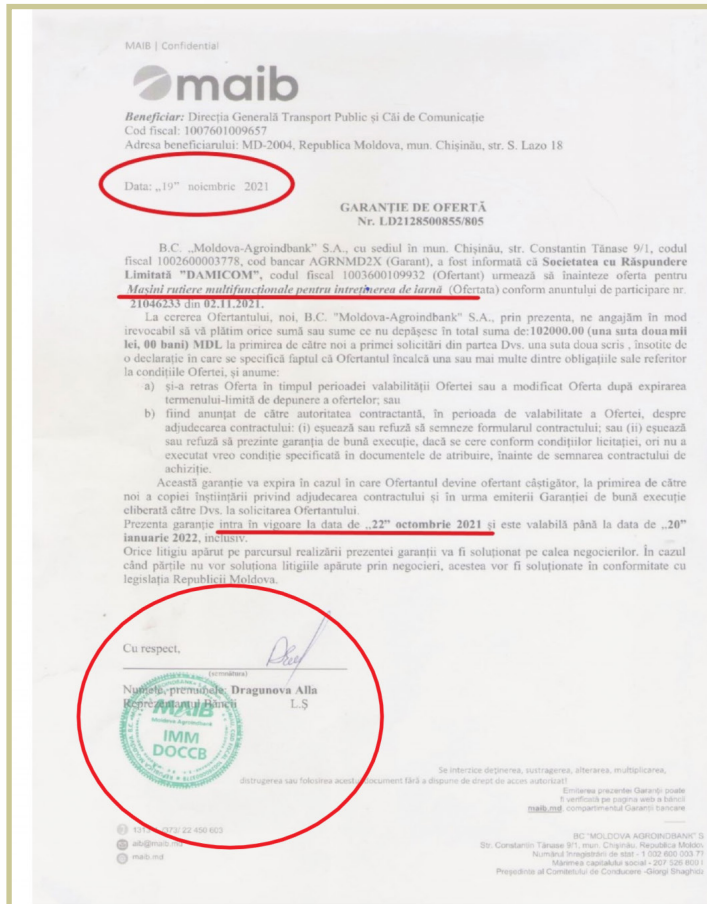 MAIB | Confidential
maib
Beneficiar: Direcția Generală Transport Public și Căi de Comunicație
Cod fiscal: 1007601009657
Adresa beneficiarului: MD-2004, Republica Moldova, mun. Chișinău, str. S. Lazo 18
Data: „19” noiembrie 2021
GARANȚIE DE OFERTĂ
Nr. LD2128500855/805
B.C. „Moldova-Agroindbank” S.A., cu sediul în mun. Chișinău, str. Constantin Tănase 9/1, codul
fiscal 1002600003778, cod bancar AGRNMD2X (Garant), a fost informată că Societatea cu Răspundere
Limitată ”DAMICOM”, codul fiscal 1003600109932 (Ofertant) urmează să înainteze oferta pentru
Mașini rutiere multifuncționale pentru întreținerea de iarnă (Ofertata) conform anuntului de participare nr.
21046233 din 02.11.2021.
La cererea Ofertantului, noi, B.C. ”Moldova-Agroindbank” S.A., prin prezenta, ne angajăm în mod
irevocabil să vă plătim orice sumă sau sume ce nu depășesc în total suma de:102000.00 (una suta doua mii
lei, 00 bani) MDL la primirea de către noi a primei solicitări din partea Dvs. una suta doua scris , însotite de
o declarație in care se specifică faptul că Ofertantul încalcă una sau mai multe dintre obligațiile sale referitor
la condițiile Ofertei, și anume:
a) și-a retras Oferta în timpul perioadei valabilității Ofertei sau a modificat Oferta după expirarea
termenului-limită de depunere a ofertelor; sau
b) fiind anunțat de către autoritatea contractantă, în perioada de valabilitate a Ofertei, despre
adjudecarea contractului: (i) eșuează sau refuză să semneze formularul contractului; sau (ii) eșuează
sau refuză să prezinte garanția de bună execuție, dacă se cere conform condițiilor licitației, ori nu a
executat vreo condiție specificată in documentele de atribuire, înainte de semnarea contractului de
achiziție.
Această garanție va expira în cazul în care Ofertantul devine ofertant câștigător, la primirea de către
noi a copiei înștiințării privind adjudecarea contractului și în urma emiterii Garanției de bună execuție
eliberată către Dvs. la solicitarea Ofertantului.
Prezenta garanție intra în vigoare la data de „22” octombrie 2021 și este valabilă până la data de „20”
ianuarie 2022, inclusiv.
Orice litigiu apărut pe parcursul realizării prezentei garanții va fi soluționat pe calea negocierilor. În cazul
când părțile nu vor soluționa litigiile apărute prin negocieri, acestea vor fi soluționate în conformitate cu
legislația Republicii Moldova.
Cu respect,
(semnătura)
Numele, prenumele: Dragunova Alla
Reprezentantul Băncii L.Ș
MAIB
Moldova Agroindbank
IMM
DOCCB
Se interzice deținerea, sustragerea, alterarea, multiplicarea,
distrugerea sau folosirea acestui document fără a dispune de drept de acces autorizat!
Emiterea prezentei Garanții poate
fi verificată pe pagina web a băncii
maib.md, compartimentul Garanții bancare
22 450 603
aib@maib.md
maib.md
BC "MOLDOVA AGROINDBANK" S
Str. Constantin Tănase 9/1, mun. Chișinău, Republica Moldov
Numărul înregistrării de stat - 1 002 600 003 77
Mărimea capitalului social - 207 526 800 l
Președinte al Comitetului de Conducere -Giorgi Shaghidz